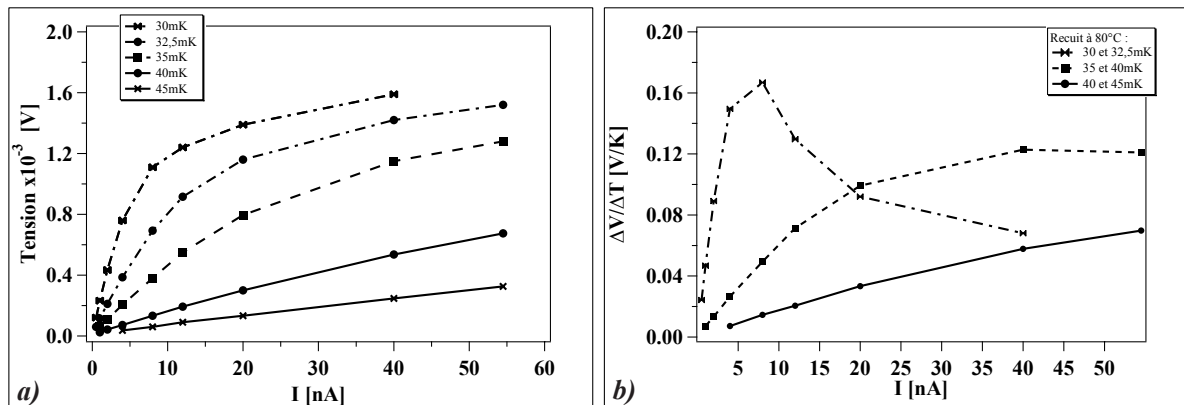 2.0
1.6
1.2
0.8
0.4
0.0
Tension x10⁻³ [V]
30mK
32,5mK
35mK
40mK
45mK
0 10 20 30 40 50 60
I [nA]
a)
0.20
0.16
0.12
0.08
0.04
0.00
ΔV/ΔT [V/K]
Recuit à 80°C :
30 et 32,5mK
35 et 40mK
40 et 45mK
5 10 15 20 25 30 35 40 45 50
I [nA]
b)